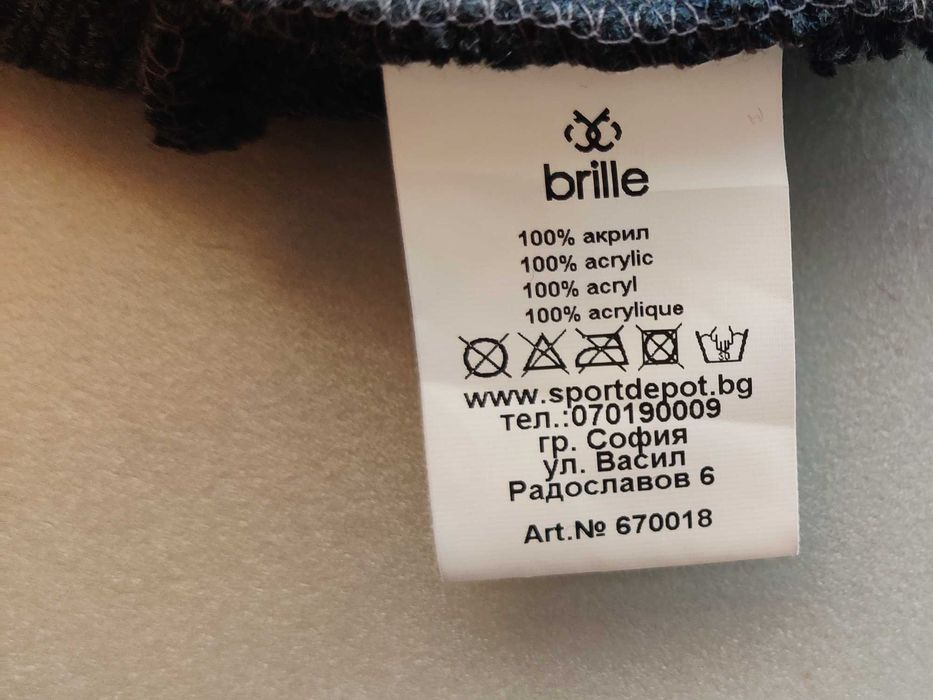 brille
100% акрил
100% acrylic
100% acryl
100% acrylique
30
www.sportdepot.bg
тел.:070190009
гр. София
ул. Васил
Радославов 6
Art.№ 670018